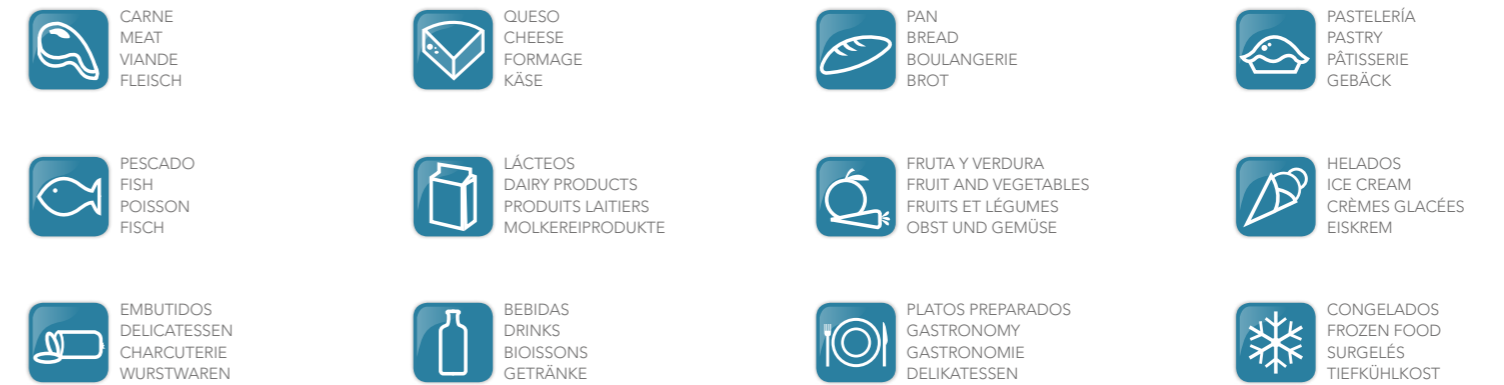 CARNE
MEAT
VIANDE
FLEISCH
QUESO
CHEESE
FORMAGE
KÄSE
PAN
BREAD
BOULANGERIE
BROT
PASTELERÍA
PASTRY
PÂTISSERIE
GEBÄCK
PESCADO
FISH
POISSON
FISCH
LÁCTEOS
DAIRY PRODUCTS
PRODUITS LAITIERS
MOLKEREIPRODUKTE
FRUTA Y VERDURA
FRUIT AND VEGETABLES
FRUITS ET LÉGUMES
OBST UND GEMÜSE
HELADOS
ICE CREAM
CRÈMES GLACÉES
EISKREM
EMBUTIDOS
DELICATESSEN
CHARCUTERIE
WURSTWAREN
BEBIDAS
DRINKS
BIOISSONS
GETRÄNKE
PLATOS PREPARADOS
GASTRONOMY
GASTRONOMIE
DELIKATESSEN
CONGELADOS
FROZEN FOOD
SURGELÉS
TIEFKÜHLKOST